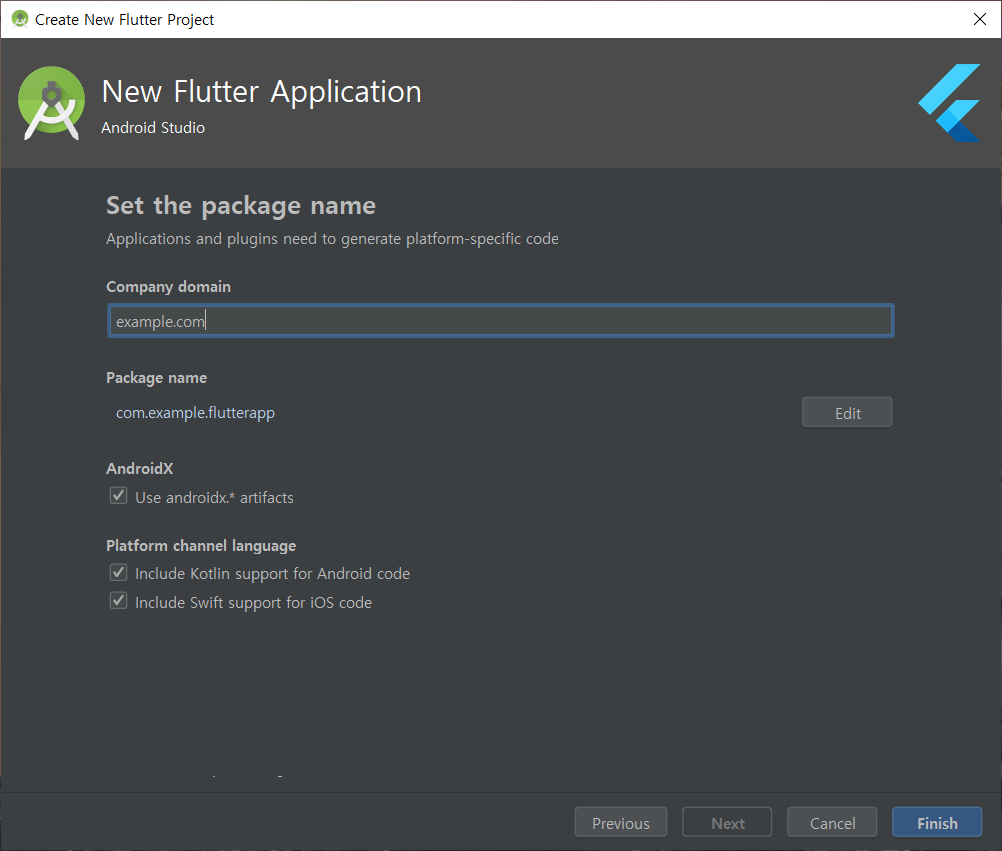 Create New Flutter Project
New Flutter Application
Android Studio
Set the package name
Applications and plugins need to generate platform-specific code
Company domain
example.com
Package name
com.example.flutterapp
Edit
AndroidX
Use androidx.* artifacts
Platform channel language
Include Kotlin support for Android code
Include Swift support for iOS code
Previous
Next
Cancel
Finish